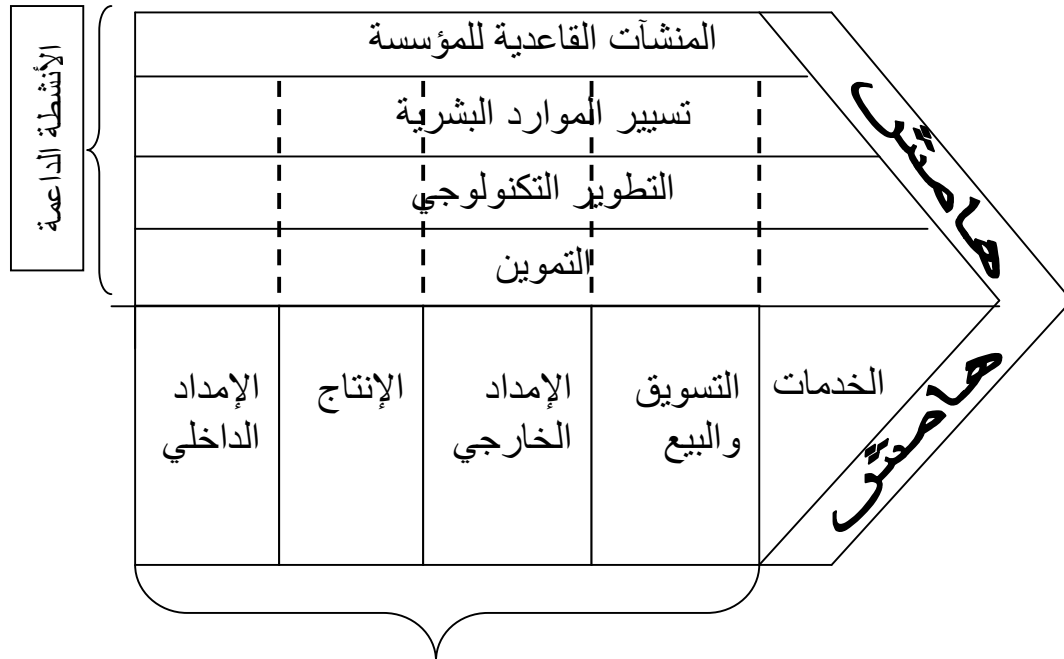 الأنشطة الداعمة
المنشآت القاعدية للمؤسسة
تسيير الموارد البشرية
التطوير التكنولوجي
التموين
هامش
الإمداد
الداخلي
الإنتاج
الإمداد
الخارجي
التسويق
والبيع
الخدمات
هامش